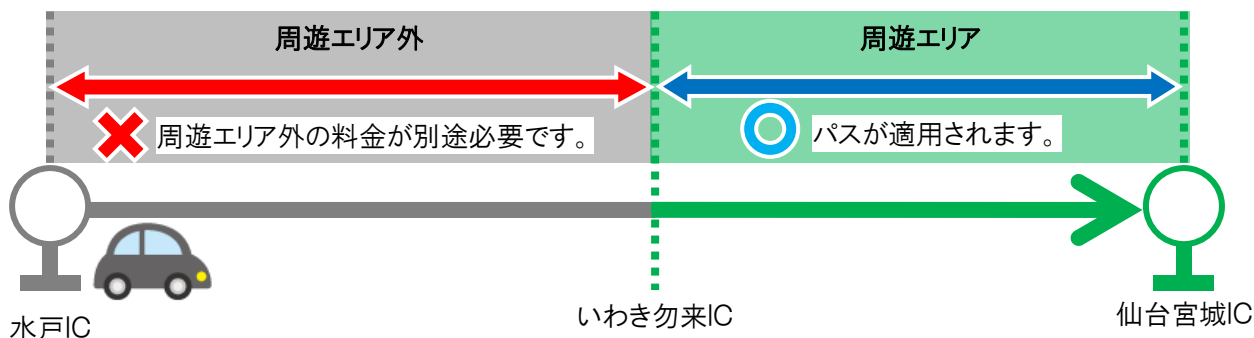 周遊エリア外
周遊エリア
周遊エリア外の料金が別途必要です。
パスが適用されます。
水戸IC
いわき勿来IC
仙台宮城IC